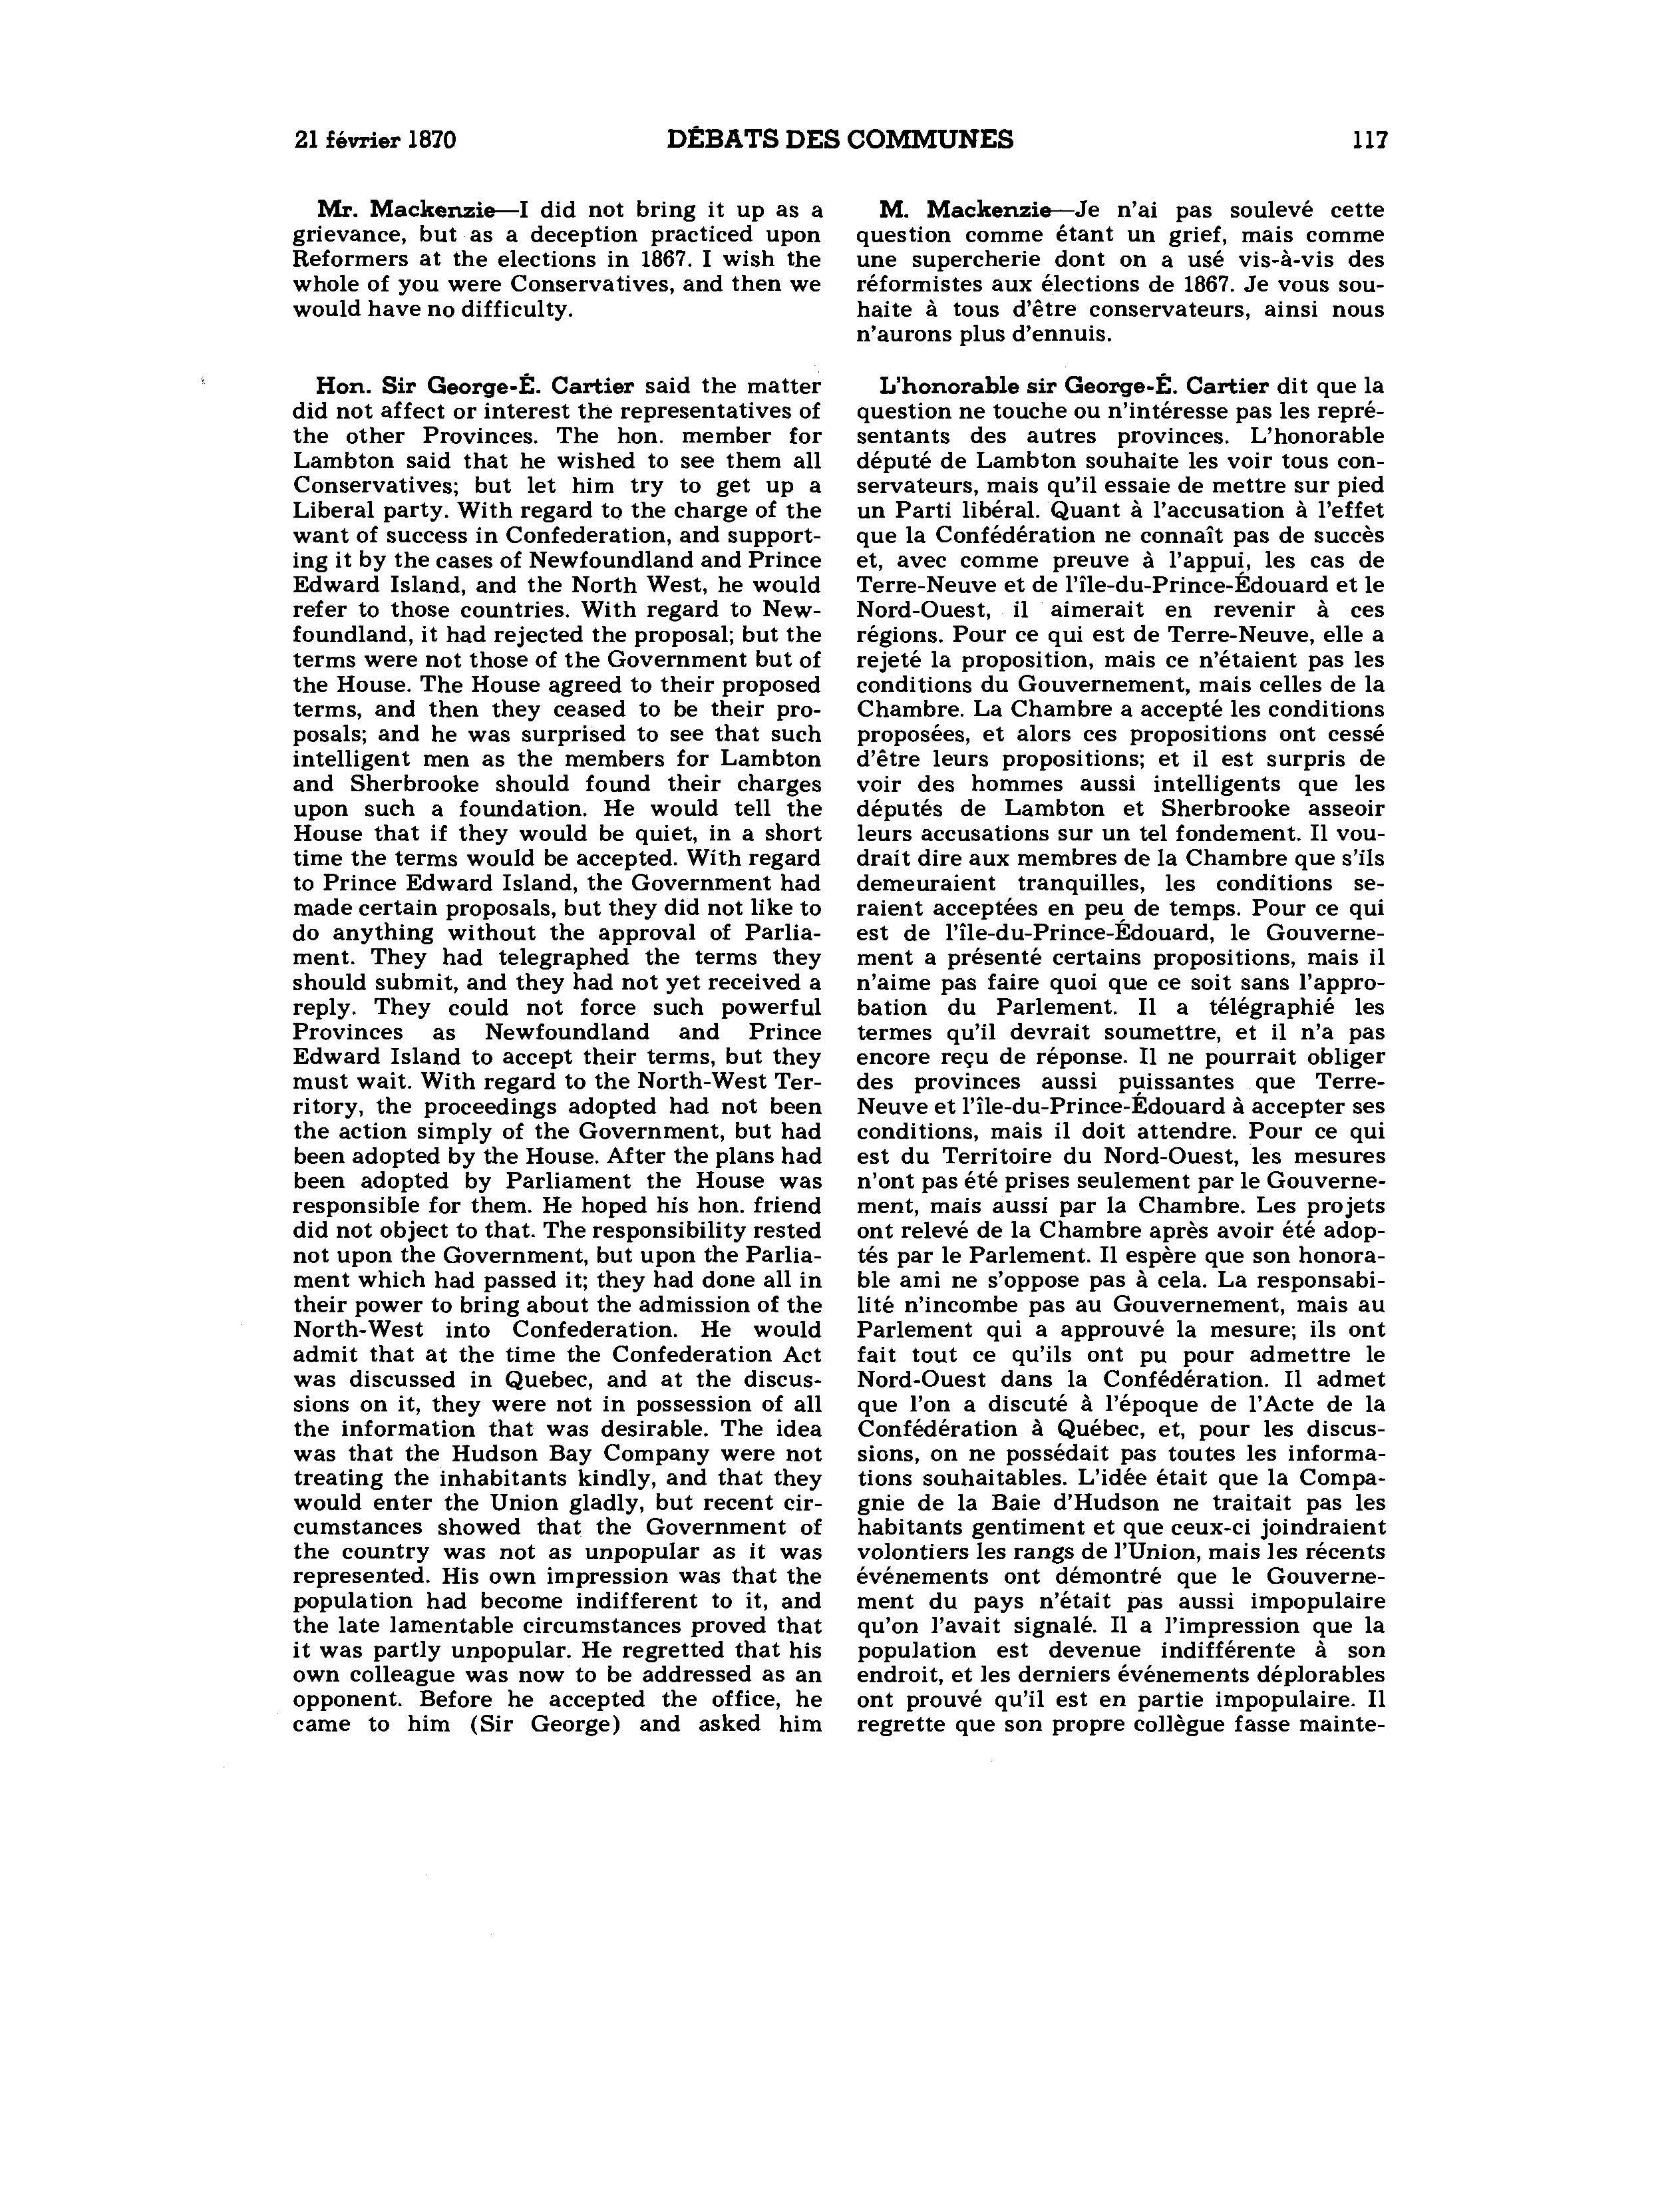 21 février 1870
DÉBATS DES COMMUNES
117
Mr. Mackenzie—I did not bring it up as a
grievance, but as a deception practiced upon
Reformers at the elections in 1867. I wish the
whole of you were Conservatives, and then we
would have no difficulty.
Hon. Sir George-É. Cartier said the matter
did not affect or interest the representatives of
the other Provinces. The hon. member for
Lambton said that he wished to see them all
Conservatives; but let him try to get up a
Liberal party. With regard to the charge of the
want of success in Confederation, and support-
ing it by the cases of Newfoundland and Prince
Edward Island, and the North West, he would
refer to those countries. With regard to New-
foundland, it had rejected the proposal; but the
terms were not those of the Government but of
the House. The House agreed to their proposed
terms, and then they ceased to be their pro-
posals; and he was surprised to see that such
intelligent men as the members for Lambton
and Sherbrooke should found their charges
upon such a foundation. He would tell the
House that if they would be quiet, in a short
time the terms would be accepted. With regard
to Prince Edward Island, the Government had
made certain proposals, but they did not like to
do anything without the approval of Parlia-
ment. They had telegraphed the terms they
should submit, and they had not yet received a
reply. They could not force such powerful
Provinces as Newfoundland and Prince
Edward Island to accept their terms, but they
must wait. With regard to the North-West Ter-
ritory, the proceedings adopted had not been
the action simply of the Government, but had
been adopted by the House. After the plans had
been adopted by Parliament the House was
responsible for them. He hoped his hon. friend
did not object to that. The responsibility rested
not upon the Government, but upon the Parlia-
ment which had passed it; they had done all in
their power to bring about the admission of the
North-West into Confederation. He would
admit that at the time the Confederation Act
was discussed in Quebec, and at the discus-
sions on it, they were not in possession of all
the information that was desirable. The idea
was that the Hudson Bay Company were not
treating the inhabitants kindly, and that they
would enter the Union gladly, but recent cir-
cumstances showed that the Government of
the country was not as unpopular as it was
represented. His own impression was that the
population had become indifferent to it, and
the late lamentable circumstances proved that
it was partly unpopular. He regretted that his
own colleague was now to be addressed as an
opponent. Before he accepted the office, he
came to him (Sir George) and asked him
M. Mackenzie—Je n'ai pas soulevé cette
question comme étant un grief, mais comme
une supercherie dont on a usé vis-à-vis des
réformistes aux élections de 1867. Je vous sou-
haite à tous d'être conservateurs, ainsi nous
n'aurons plus d'ennuis.
L'honorable sir George-É. Cartier dit que la
question ne touche ou n'intéresse pas les repré-
sentants des autres provinces. L'honorable
député de Lambton souhaite les voir tous con-
servateurs, mais qu'il essaie de mettre sur pied
un Parti libéral. Quant à l'accusation à l'effet
que la Confédération ne connaît pas de succès
et, avec comme preuve à l'appui, les cas de
Terre-Neuve et de l'île-du-Prince-Édouard et le
Nord-Ouest, il aimerait en revenir à ces
régions. Pour ce qui est de Terre-Neuve, elle a
rejeté la proposition, mais ce n'étaient pas les
conditions du Gouvernement, mais celles de la
Chambre. La Chambre a accepté les conditions
proposées, et alors ces propositions ont cessé
d'être leurs propositions; et il est surpris de
voir des hommes aussi intelligents que les
députés de Lambton et Sherbrooke asseoir
leurs accusations sur un tel fondement. Il vou-
drait dire aux membres de la Chambre que s'ils
demeuraient tranquilles, les conditions se-
raient acceptées en peu de temps. Pour ce qui
est de l'île-du-Prince-Édouard, le Gouverne-
ment a présenté certains propositions, mais il
n'aime pas faire quoi que ce soit sans l'appro-
bation du Parlement. Il a télégraphié les
termes qu'il devrait soumettre, et il n'a pas
encore reçu de réponse. Il ne pourrait obliger
des provinces aussi puissantes que Terre-
Neuve et l'île-du-Prince-Édouard à accepter ses
conditions, mais il doit attendre. Pour ce qui
est du Territoire du Nord-Ouest, les mesures
n'ont pas été prises seulement par le Gouverne-
ment, mais aussi par la Chambre. Les projets
ont relevé de la Chambre après avoir été adop-
tés par le Parlement. Il espère que son honora-
ble ami ne s'oppose pas à cela. La responsabi-
lité n'incombe pas au Gouvernement, mais au
Parlement qui a approuvé la mesure; ils ont
fait tout ce qu'ils ont pu pour admettre le
Nord-Ouest dans la Confédération. Il admet
que l'on a discuté à l'époque de l'Acte de la
Confédération à Québec, et, pour les discus-
sions, on ne possédait pas toutes les informa-
tions souhaitables. L'idée était que la Compa-
gnie de la Baie d'Hudson ne traitait pas les
habitants gentiment et que ceux-ci joindraient
volontiers les rangs de l'Union, mais les récents
événements ont démontré que le Gouverne-
ment du pays n'était pas aussi impopulaire
qu'on l'avait signalé. Il a l'impression que la
population est devenue indifférente à son
endroit, et les derniers événements déplorables
ont prouvé qu'il est en partie impopulaire. Il
regrette que son propre collègue fasse mainte-